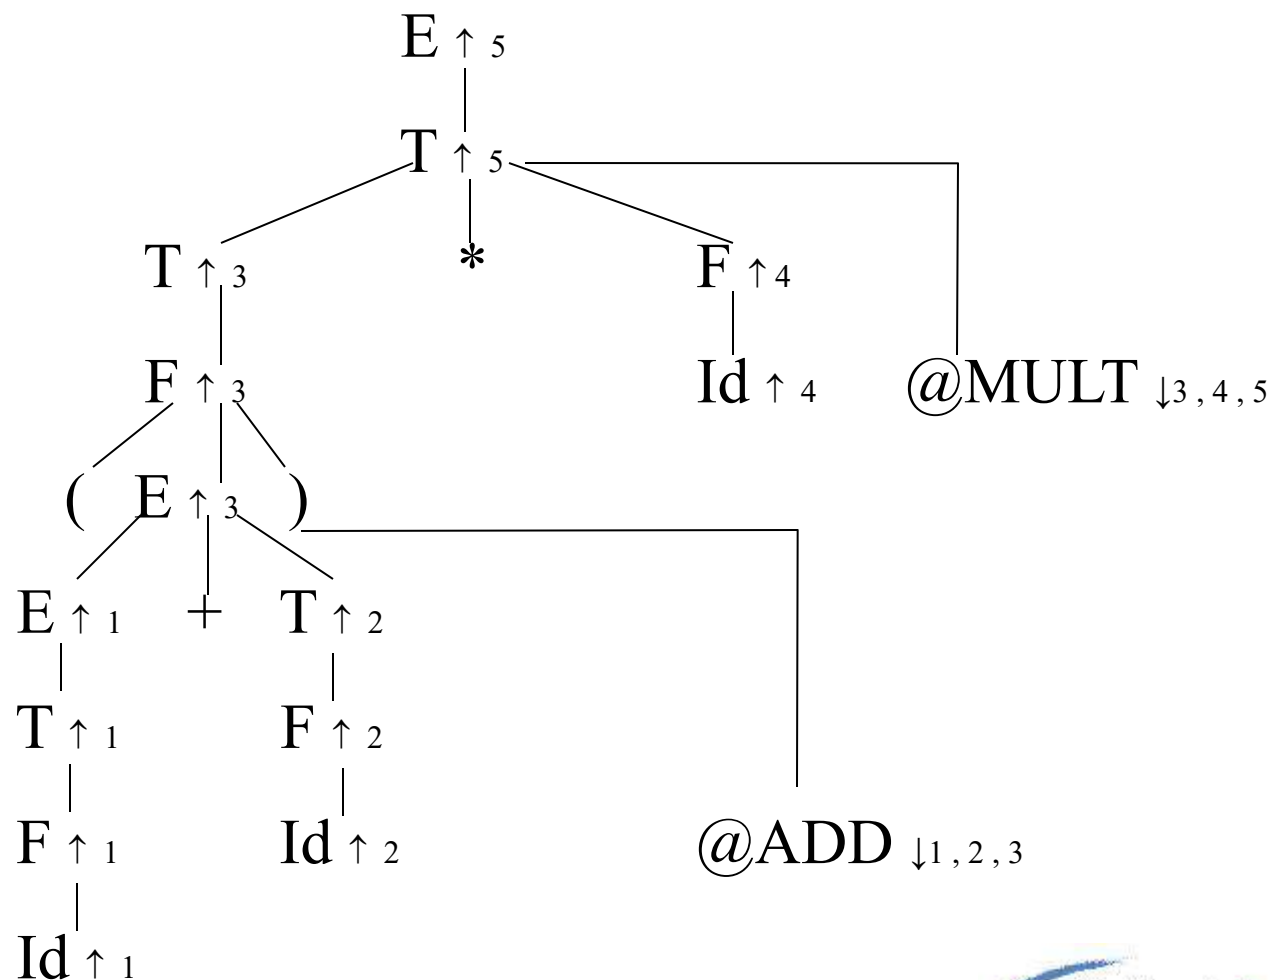 E ↑ 5
T ↑ 5
T ↑ 3 * F ↑ 4
F ↑ 3 Id ↑ 4 @MULT ↓3 , 4 , 5
( E ↑ 3 )
E ↑ 1 + T ↑ 2
T ↑ 1 F ↑ 2
F ↑ 1 Id ↑ 2 @ADD ↓1 , 2 , 3
Id ↑ 1